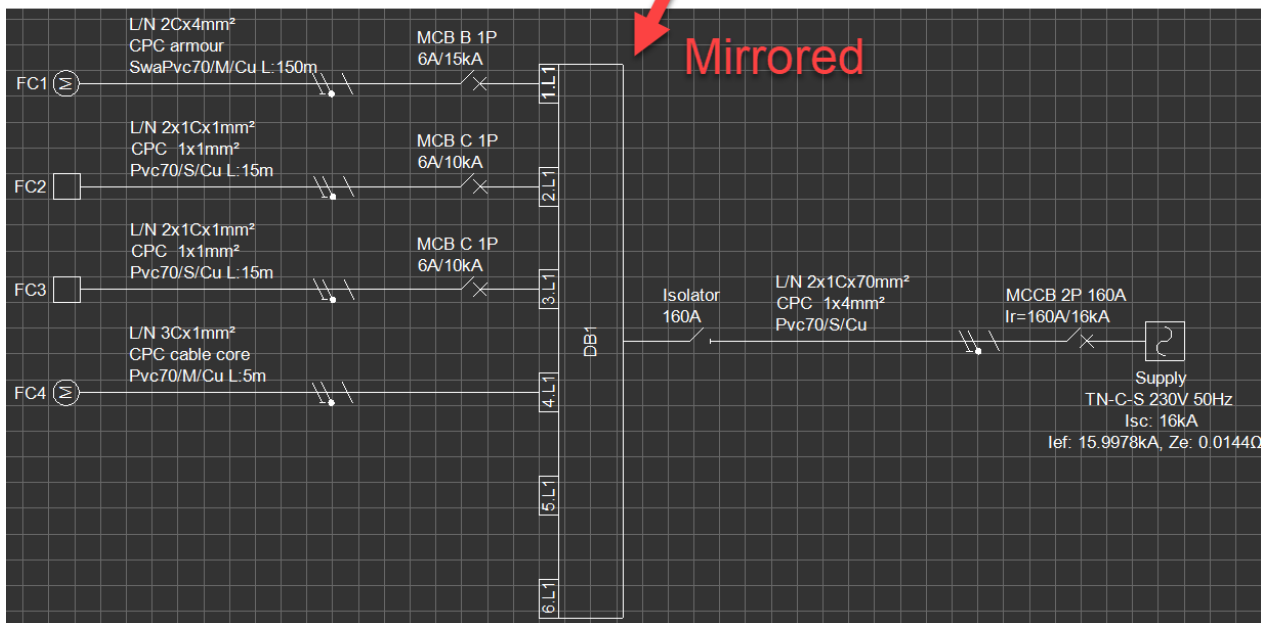 Mirrored
L/N 2Cx4mm²
CPC armour
SwaPvc70/M/Cu L:150m
MCB B 1P
6A/15kA
FC1
M
1.L1
L/N 2x1Cx1mm²
CPC 1x1mm²
Pvc70/S/Cu L:15m
MCB C 1P
6A/10kA
FC2
2.L1
L/N 2x1Cx1mm²
CPC 1x1mm²
Pvc70/S/Cu L:15m
MCB C 1P
6A/10kA
FC3
3.L1
L/N 3Cx1mm²
CPC cable core
Pvc70/M/Cu L:5m
FC4
M
4.L1
5.L1
6.L1
DB1
Isolator
160A
L/N 2x1Cx70mm²
CPC 1x4mm²
Pvc70/S/Cu
MCCB 2P 160A
Ir=160A/16kA
Supply
TN-C-S 230V 50Hz
Isc: 16kA
Ief: 15.9978kA, Ze: 0.0144Ω